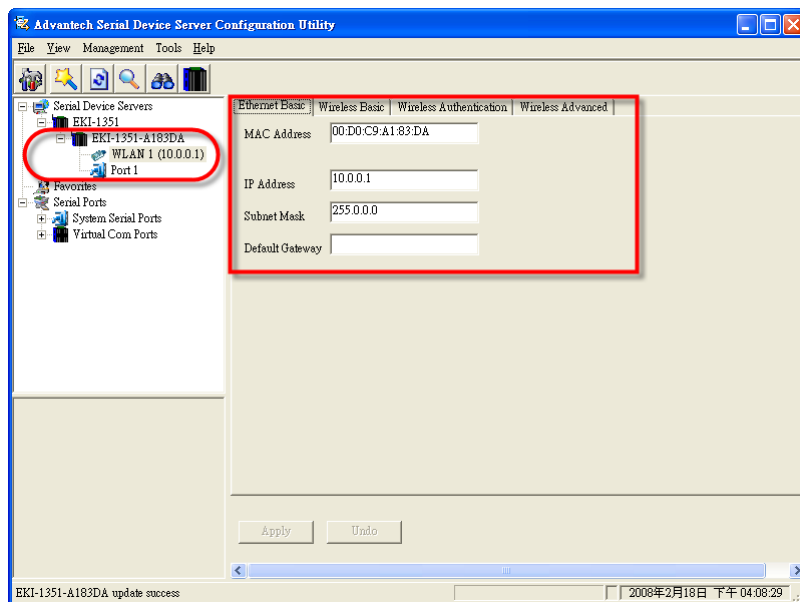 Advantech Serial Device Server Configuration Utility
File View Management Tools Help
Serial Device Servers
EKI-1351
EKI-1351-A183DA
WLAN 1 (10.0.0.1)
Port 1
Favorites
Serial Ports
System Serial Ports
Virtual Com Ports
Ethernet Basic Wireless Basic Wireless Authentication Wireless Advanced
MAC Address 00:D0:C9:A1:83:DA
IP Address 10.0.0.1
Subnet Mask 255.0.0.0
Default Gateway
Apply Undo
EKI-1351-A183DA update success 2008年2月18日 下午 04:08:29